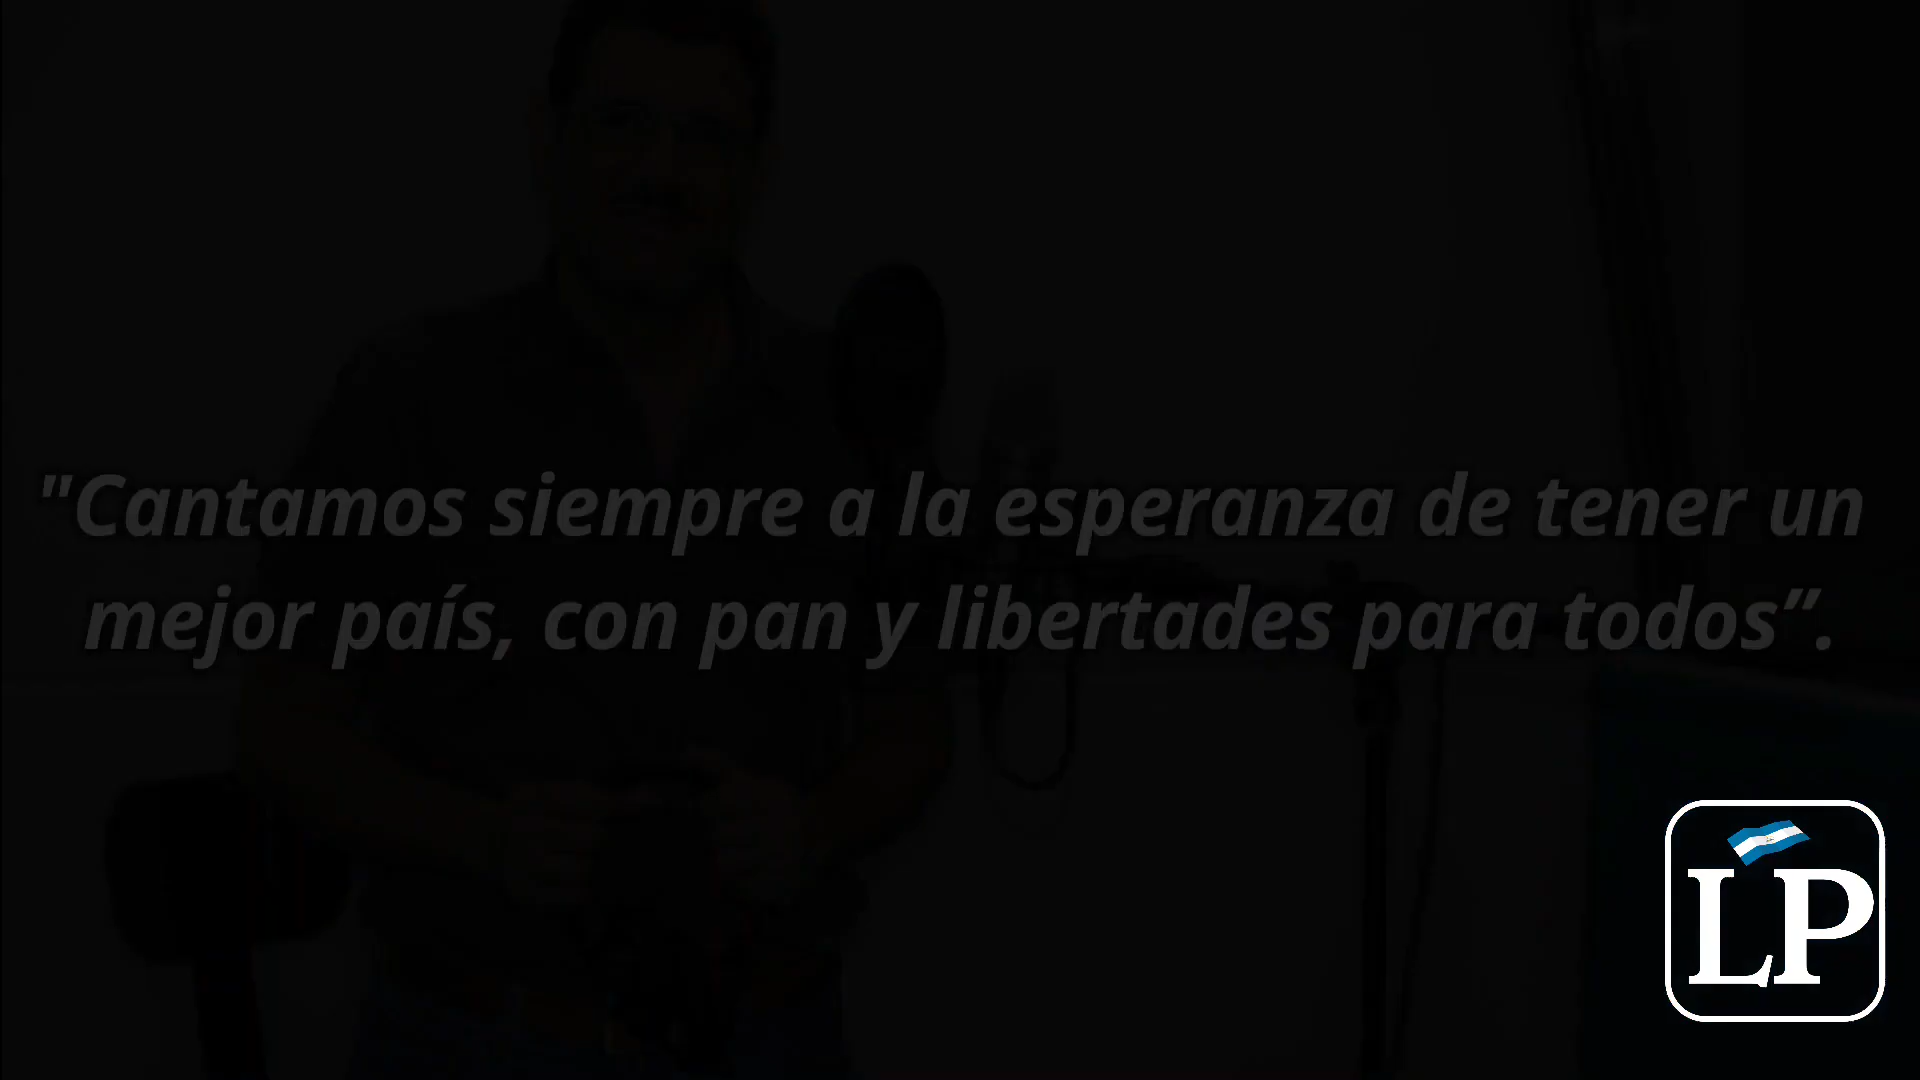 "Cantamos siempre a la esperanza de tener un
mejor país, con pan y libertades para todos”.
LP